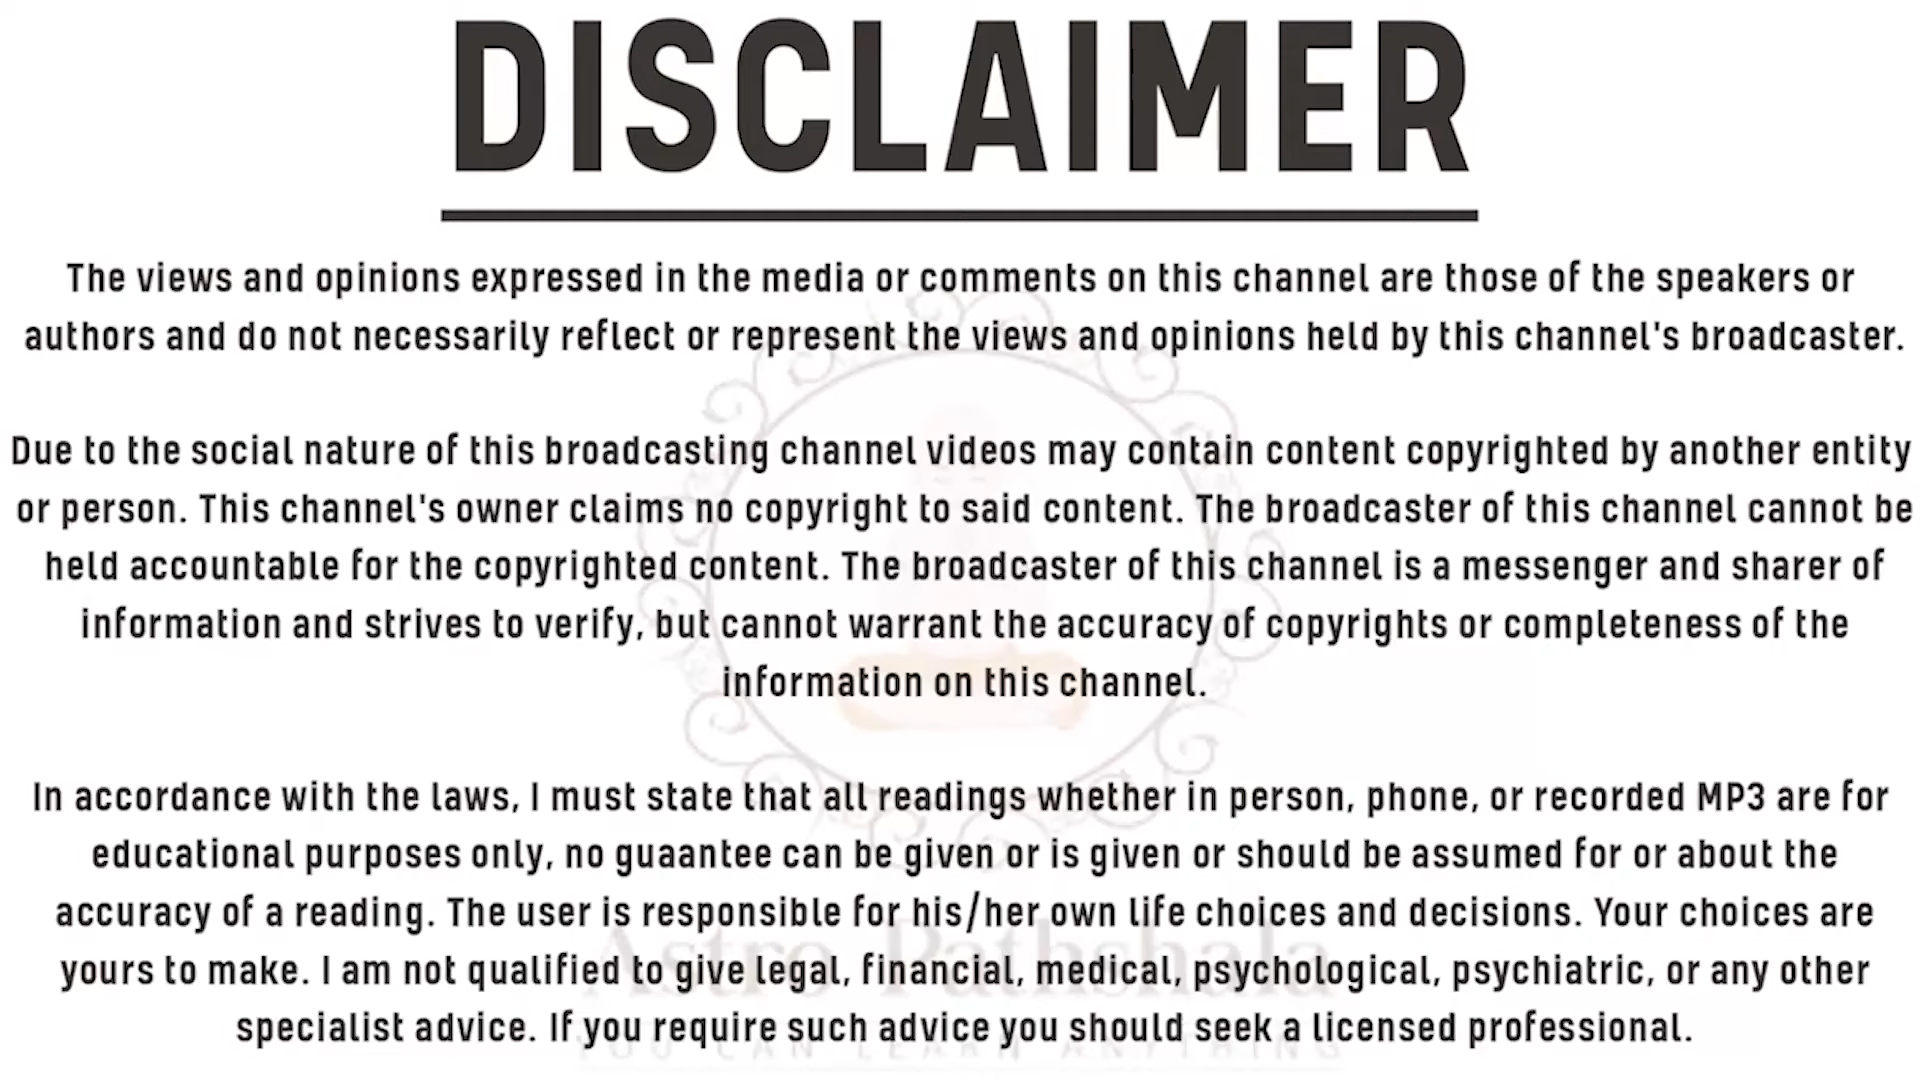 DISCLAIMER
The views and opinions expressed in the media or comments on this channel are those of the speakers or
authors and do not necessarily reflect or represent the views and opinions held by this channel's broadcaster.
Due to the social nature of this broadcasting channel videos may contain content copyrighted by another entity
or person. This channel's owner claims no copyright to said content. The broadcaster of this channel cannot be
held accountable for the copyrighted content. The broadcaster of this channel is a messenger and sharer of
information and strives to verify, but cannot warrant the accuracy of copyrights or completeness of the
information on this channel.
In accordance with the laws, I must state that all readings whether in person, phone, or recorded MP3 are for
educational purposes only, no guaantee can be given or is given or should be assumed for or about the
accuracy of a reading. The user is responsible for his/her own life choices and decisions. Your choices are
yours to make. I am not qualified to give legal, financial, medical, psychological, psychiatric, or any other
specialist advice. If you require such advice you should seek a licensed professional.
Astro Pathshala
YOU CAN LEARN ANYTHING